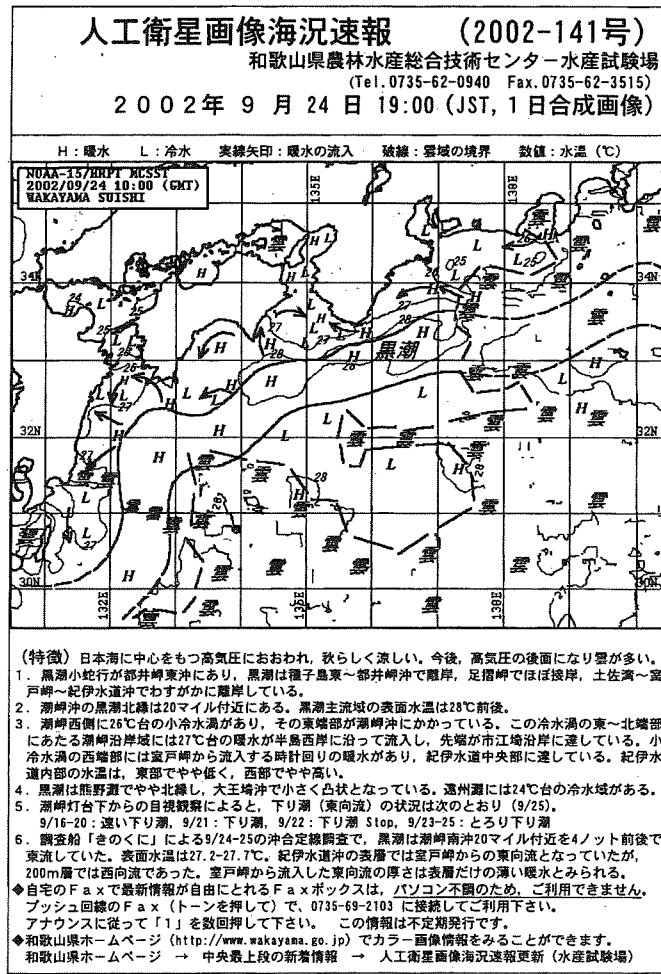 人工衛星画像海況速報 (2002-141号)
和歌山県農林水産総合技術センター水産試験場
(Tel.0735-62-0940 Fax.0735-62-3515)
2002年 9月24日 19:00 (JST, 1日合成画像)
H:暖水 L:冷水 実線矢印:暖水の流入 破線:雲域の境界 数値:水温(℃)
NOAA-15/HRPT MCSST
2002/09/24 10:00 (GMT)
WAKAYAMA SUISHI
135E
138E
34N
34N
黒潮
32N
32N
30N
30N
132E
135E
138E
(特徴) 日本海に中心をもつ高気圧におおわれ,秋らしく涼しい。今後,高気圧の後面になり雲が多い。
1. 黒潮小蛇行が都井岬東沖にあり,黒潮は種子島東~都井岬沖で離岸,足摺岬でほぼ接岸,土佐湾~室
戸岬~紀伊水道沖でわずかに離岸している。
2. 潮岬沖の黒潮北縁は20マイル付近にある。黒潮主流域の表面水温は28℃前後。
3. 潮岬西側に26℃台の小冷水渦があり,その東端部が潮岬沖にかかっている。この冷水渦の東~北端部
にあたる潮岬沿岸域には27℃台の暖水が半島西岸に沿って流入し,先端が市江埼沿岸に達している。小
冷水渦の西端部には室戸岬から流入する時計回りの暖水があり,紀伊水道中央部に達している。紀伊水
道内部の水温は,東部でやや低く,西部でやや高い。
4. 黒潮は熊野灘でやや北縁し,大王埼沖で小さく凸状となっている。遠州灘には24℃台の冷水域がある。
5. 潮岬灯台下からの目視観察によると,下り潮(東向流)の状況は次のとおり(9/25)。
9/16-20:速い下り潮,9/21:下り潮,9/22:下り潮 Stop,9/23-25:とろり下り潮
6. 調査船「きのくに」による9/24-25の沖合定線調査で,黒潮は潮岬南沖20マイル付近を4ノット前後で
東流していた。表面水温は27.2-27.7℃。紀伊水道沖の表層では室戸岬からの東向流となっていたが,
200m層では西向流であった。室戸岬から流入した東向流の厚さは表層だけの薄い暖水とみられる。
◆自宅のFaxで最新情報が自由にとれるFaxボックスは,パソコン不調のため,ご利用できません。
プッシュ回線のFax(トーンを押して)で,0735-69-2103 に接続してご利用下さい。
アナウンスに従って「1」を数回押して下さい。 この情報は不定期発行です。
◆和歌山県ホームページ(http://www.wakayama.go.jp)でカラー画像情報をみることができます。
和歌山県ホームページ → 中央最上段の新着情報 → 人工衛星画像海況速報更新(水産試験場)